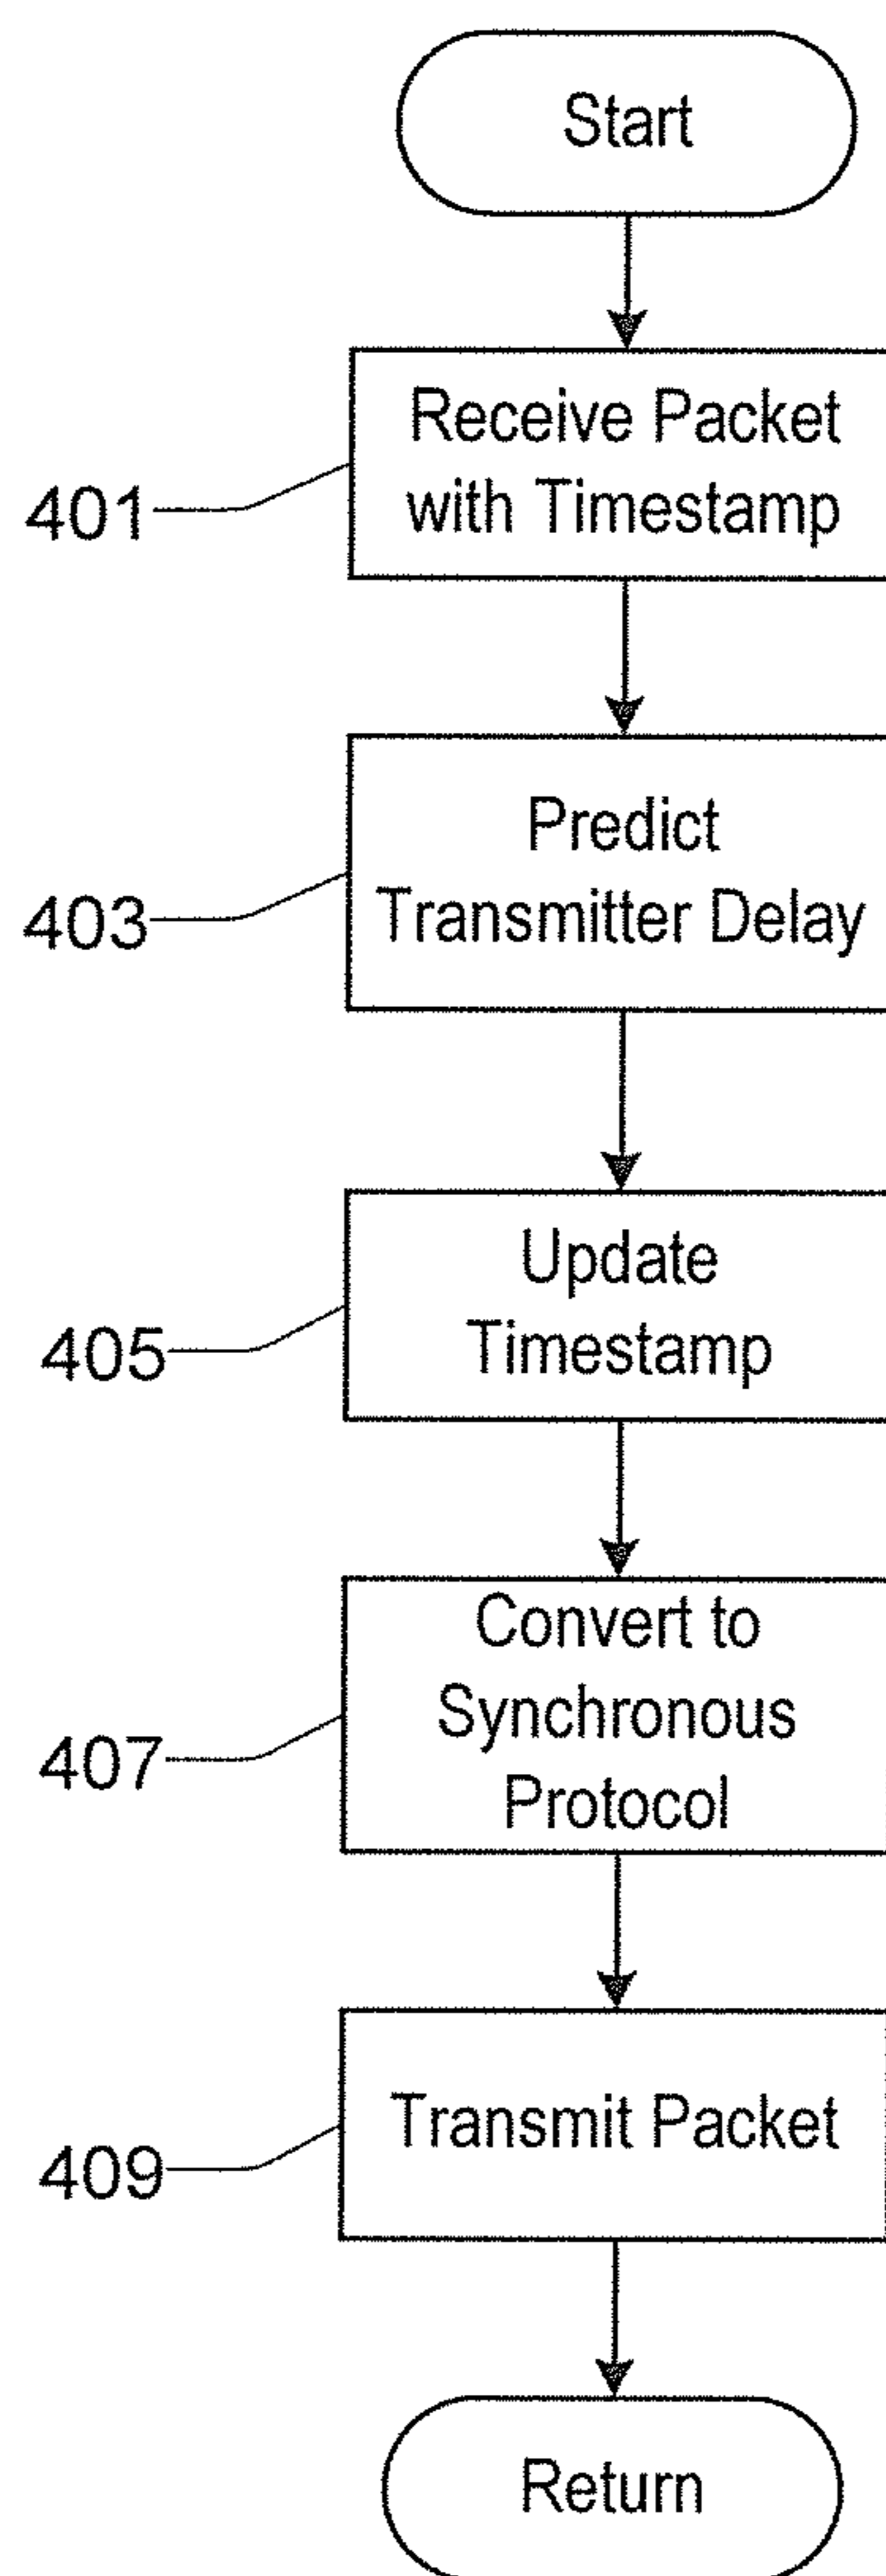 Start
Receive Packet
with Timestamp
401
Predict
Transmitter Delay
403
Update
Timestamp
405
Convert to
Synchronous
Protocol
407
Transmit Packet
409
Return